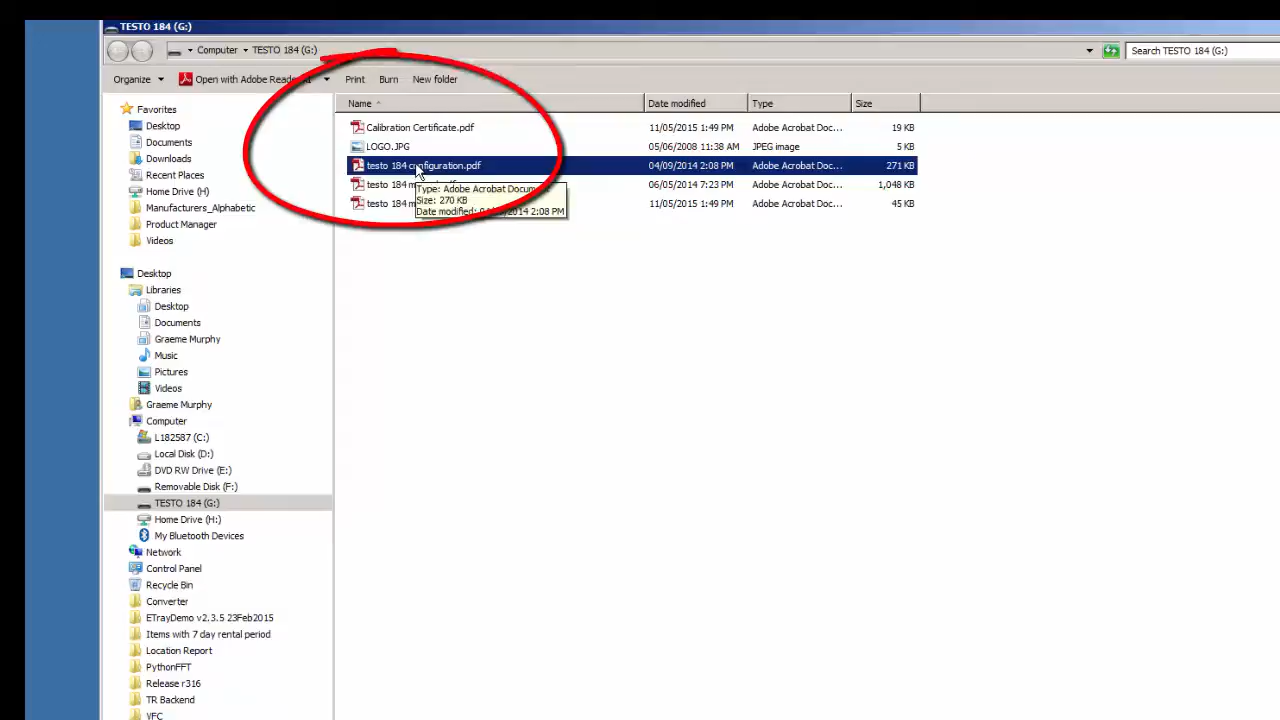 TESTO 184 (G:)
Computer TESTO 184 (G:) Search TESTO 184 (G:)
Organize Open with Adobe Print Burn New folder
Name Date modified Type Size
Calibration Certificate.pdf 11/05/2015 1:49 PM Adobe Acrobat Doc... 19 KB
LOGO.JPG 05/06/2008 11:38 AM JPEG image 5 KB
testo 184 configuration.pdf 04/09/2014 2:08 PM Adobe Acrobat Doc... 271 KB
testo 184 06/05/2014 7:23 PM Adobe Acrobat Doc... 1,048 KB
testo 184 11/05/2015 1:49 PM Adobe Acrobat Doc... 45 KB
Type: Adobe Acrobat
Size: 270 KB
Date modified: 2014 2:08 PM
Favorites
Desktop
Documents
Downloads
Recent Places
Home Drive (H)
Manufacturers_Alphabetic
Product Manager
Videos
Desktop
Libraries
Desktop
Documents
Graeme Murphy
Music
Pictures
Videos
Graeme Murphy
Computer
L182587 (C:)
Local Disk (D:)
DVD RW Drive (E:)
Removable Disk (F:)
TESTO 184 (G:)
Home Drive (H:)
My Bluetooth Devices
Network
Control Panel
Recycle Bin
Converter
ETrayDemo v2.3.5 23Feb2015
Items with 7 day rental period
Location Report
PythonFFT
Release r316
TR Backend
VFC